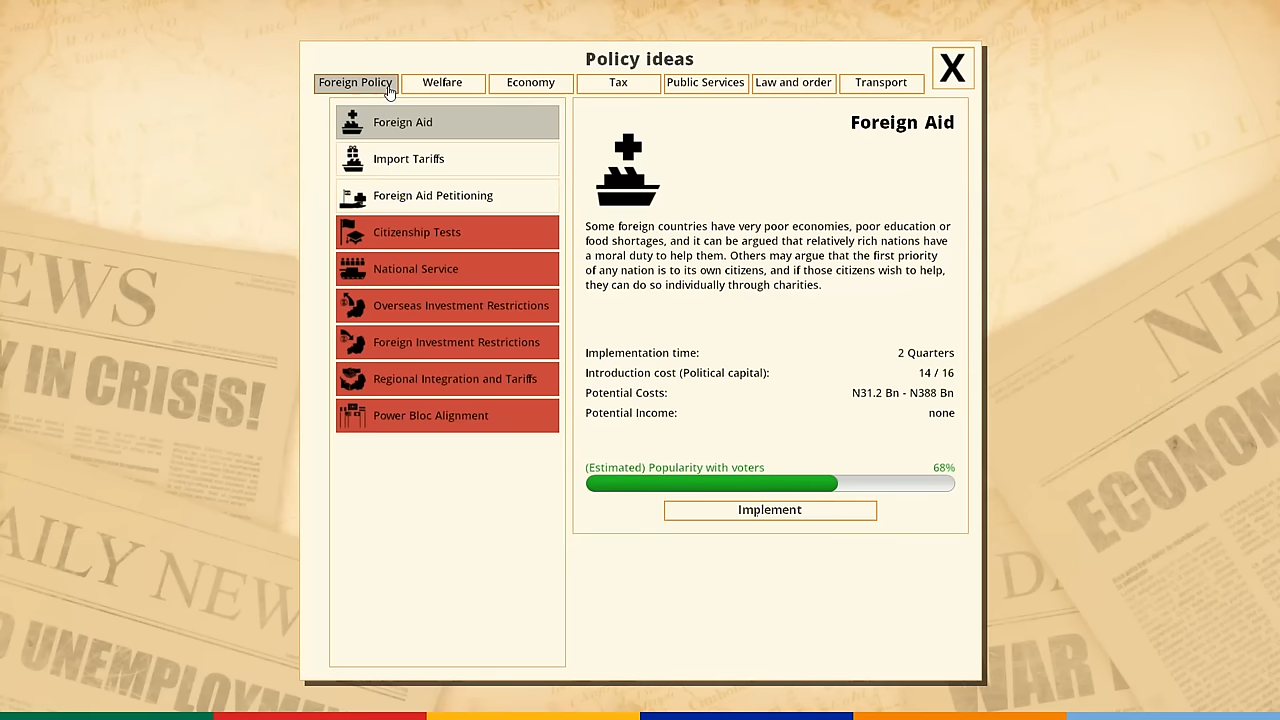 Policy ideas
X
Foreign Policy
Welfare
Economy
Tax
Public Services
Law and order
Transport
Foreign Aid
Import Tariffs
Foreign Aid Petitioning
Citizenship Tests
National Service
Overseas Investment Restrictions
Foreign Investment Restrictions
Regional Integration and Tariffs
Power Bloc Alignment
Foreign Aid
Some foreign countries have very poor economies, poor education or
food shortages, and it can be argued that relatively rich nations have
a moral duty to help them. Others may argue that the first priority
of any nation is to its own citizens, and if those citizens wish to help,
they can do so individually through charities.
Implementation time: 2 Quarters
Introduction cost (Political capital): 14 / 16
Potential Costs: N31.2 Bn - N388 Bn
Potential Income: none
(Estimated) Popularity with voters 68%
Implement
EWS
Y IN CRISIS!
AILY NEW
UNEMPLOYM
NE
ECONOM
DA
WAR